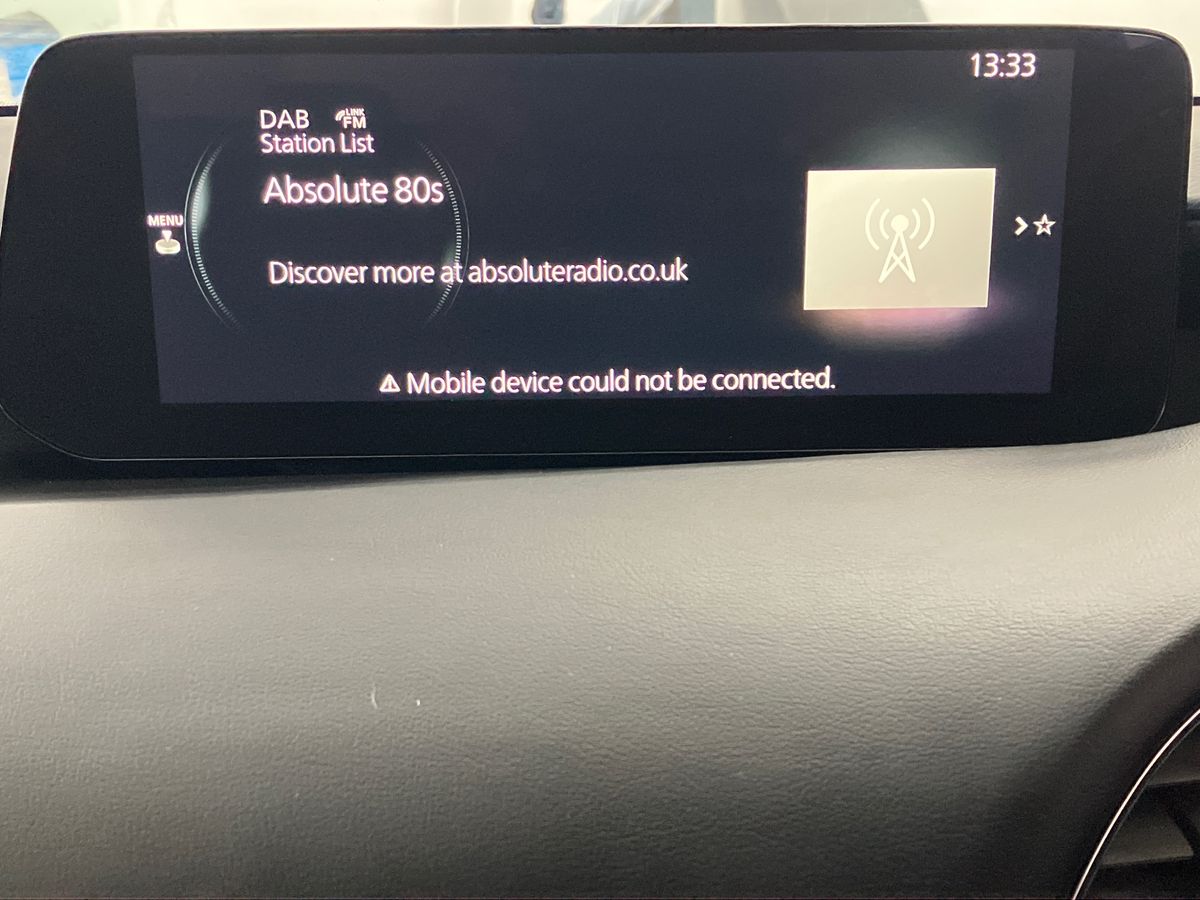 13:33
DAB LINK FM
Station List
Absolute 80s
MENU
Discover more at absoluteradio.co.uk
Mobile device could not be connected.